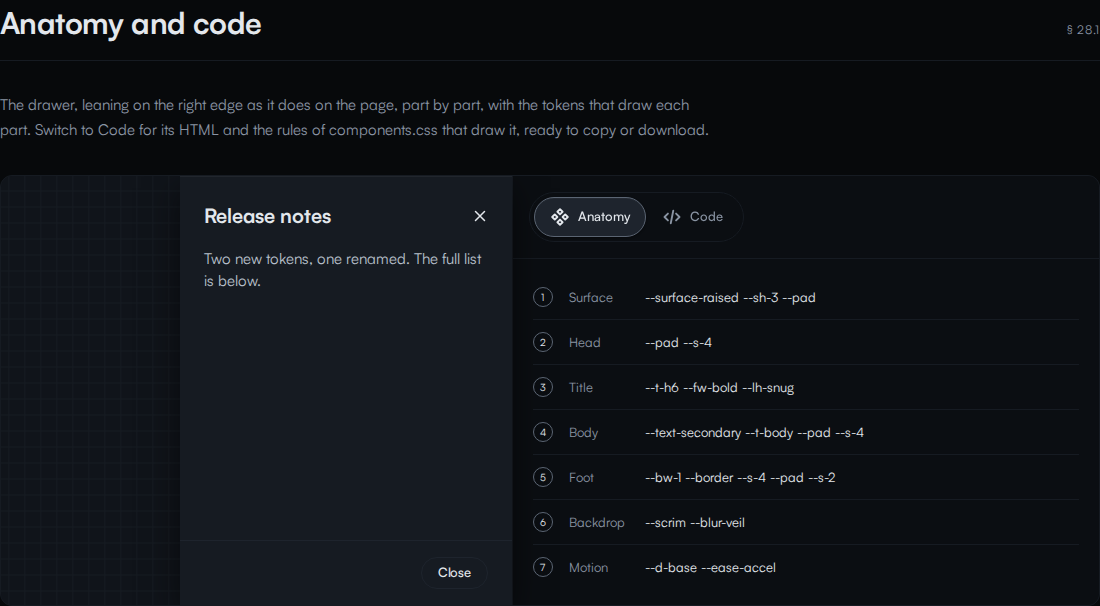 Anatomy and code
§ 28.1
The drawer, leaning on the right edge as it does on the page, part by part, with the tokens that draw each
part. Switch to Code for its HTML and the rules of components.css that draw it, ready to copy or download.
Release notes
Two new tokens, one renamed. The full list
is below.
Close
Anatomy
Code
1 Surface --surface-raised --sh-3 --pad
2 Head --pad --s-4
3 Title --t-h6 --fw-bold --lh-snug
4 Body --text-secondary --t-body --pad --s-4
5 Foot --bw-1 --border --s-4 --pad --s-2
6 Backdrop --scrim --blur-veil
7 Motion --d-base --ease-accel